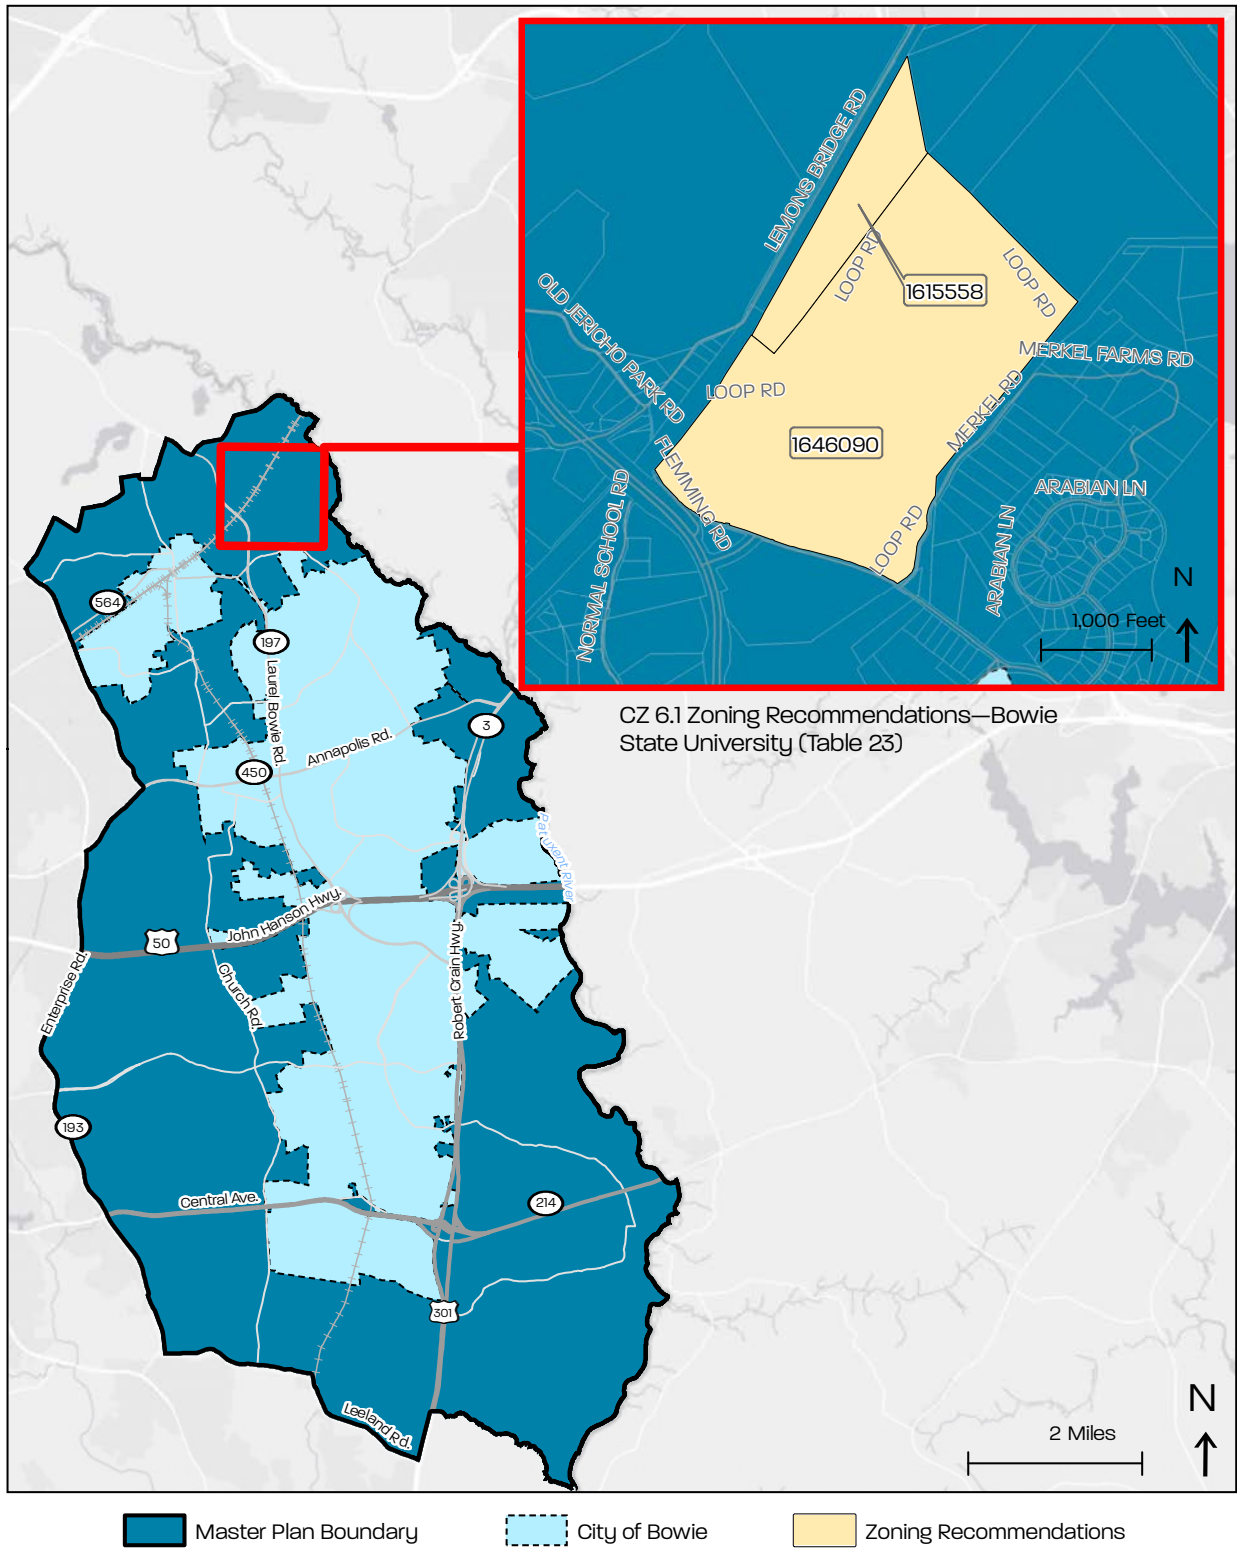 LEMONS BRIDGE RD
LOOP RD
LOOP RD
1615558
OLD JERICHO PARK RD
MERKEL FARMS RD
LOOP RD
MERKEL RD
1646090
FLEMMING RD
NORMAL SCHOOL RD
LOOP RD
ARABIAN LN
ARABIAN LN
N
1,000 Feet
CZ 6.1 Zoning Recommendations—Bowie
State University (Table 23)
564
197
Laurel Bowie Rd.
3
Annapolis Rd.
450
Patuxent River
John Hanson Hwy.
50
Enterprise Rd.
Church Rd.
Robert Crain Hwy.
193
Central Ave.
214
301
Leeland Rd.
N
2 Miles
Master Plan Boundary
City of Bowie
Zoning Recommendations